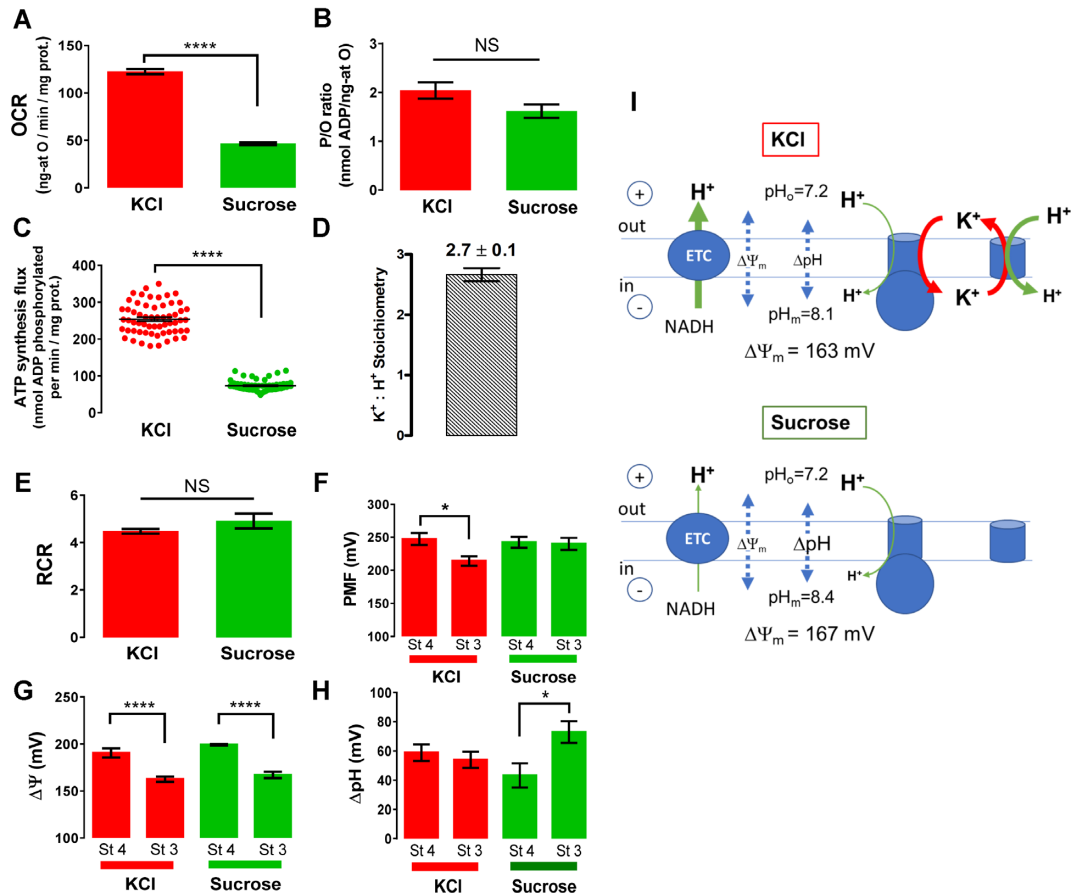 A
OCR
(ng-at O / min / mg prot.)
150
100
50
0
****
KCl
Sucrose
B
P/O ratio
(nmol ADP/ng-at O)
3
2
1
0
NS
KCl
Sucrose
C
ATP synthesis flux
(nmol ADP phosphorylated
per min / mg prot.)
400
300
200
100
0
****
KCl
Sucrose
D
K⁺ : H⁺ Stoichiometry
3
2
1
0
2.7 ± 0.1
E
RCR
6
4
2
0
NS
KCl
Sucrose
F
PMF
(mV)
300
250
200
150
100
*
St 4
St 3
St 4
St 3
KCl
Sucrose
G
ΔΨ
(mV)
250
200
150
100
****
****
St 4
St 3
St 4
St 3
KCl
Sucrose
H
ΔpH
(mV)
100
80
60
40
20
0
*
St 4
St 3
St 4
St 3
KCl
Sucrose
I
KCl
+
out
in
-
H⁺
ETC
NADH
pHₒ=7.2
ΔΨₘ
ΔpH
pHₘ=8.1
H⁺
H⁺
K⁺
K⁺
H⁺
H⁺
ΔΨₘ = 163 mV
Sucrose
+
out
in
-
H⁺
ETC
NADH
pHₒ=7.2
ΔΨₘ
ΔpH
pHₘ=8.4
H⁺
H⁺
ΔΨₘ = 167 mV